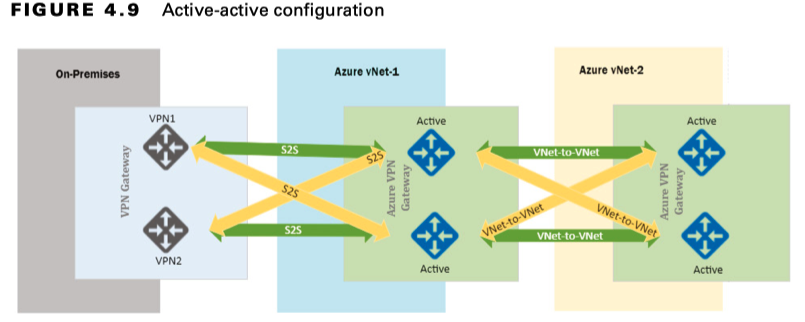 FIGURE 4.9 Active-active configuration
On-Premises
Azure vNet-1
Azure vNet-2
VPN1
VPN Gateway
VPN2
S2S
S2S
S2S
S2S
Active
Azure VPN
Gateway
Active
VNet-to-VNet
VNet-to-VNet
VNet-to-VNet
VNet-to-VNet
Active
Azure VPN
Gateway
Active